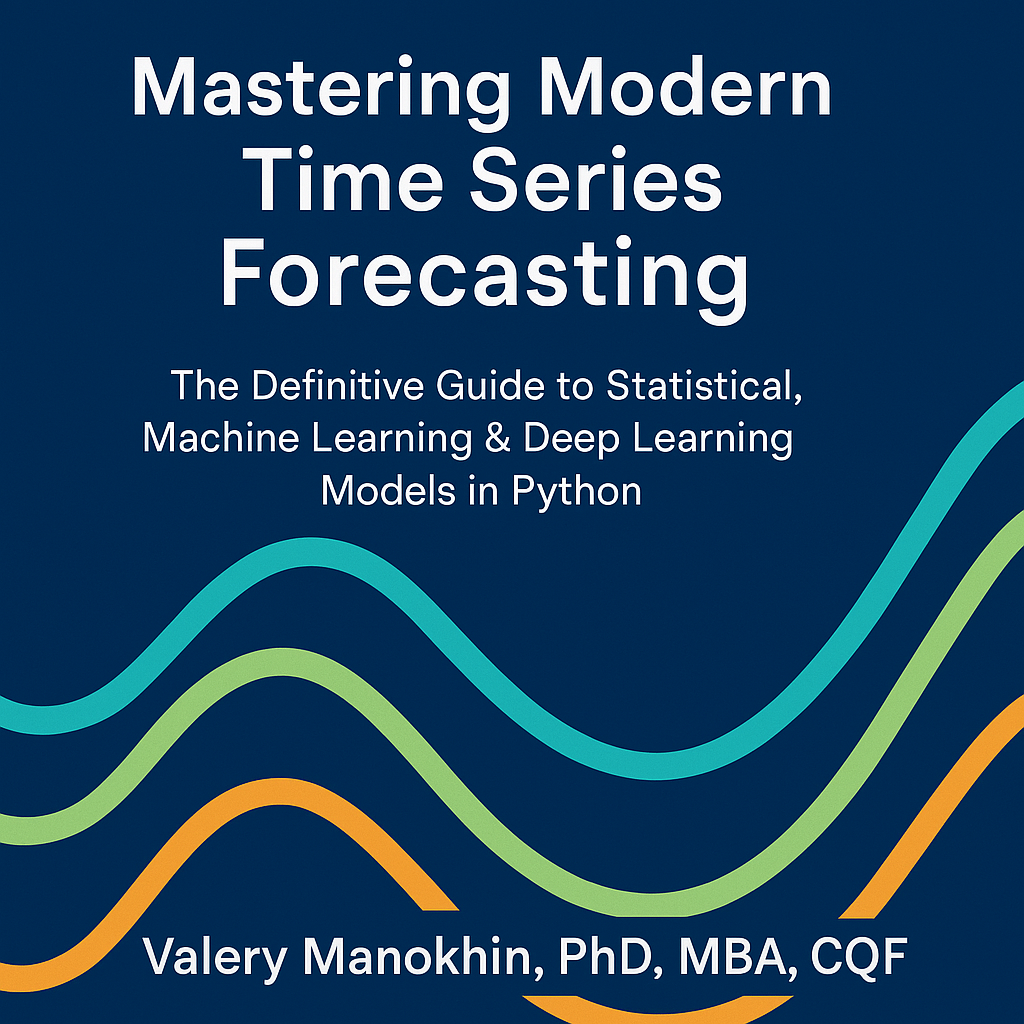 Mastering Modern
Time Series
Forecasting
The Definitive Guide to Statistical,
Machine Learning & Deep Learning
Models in Python
Valery Manokhin, PhD, MBA, CQF